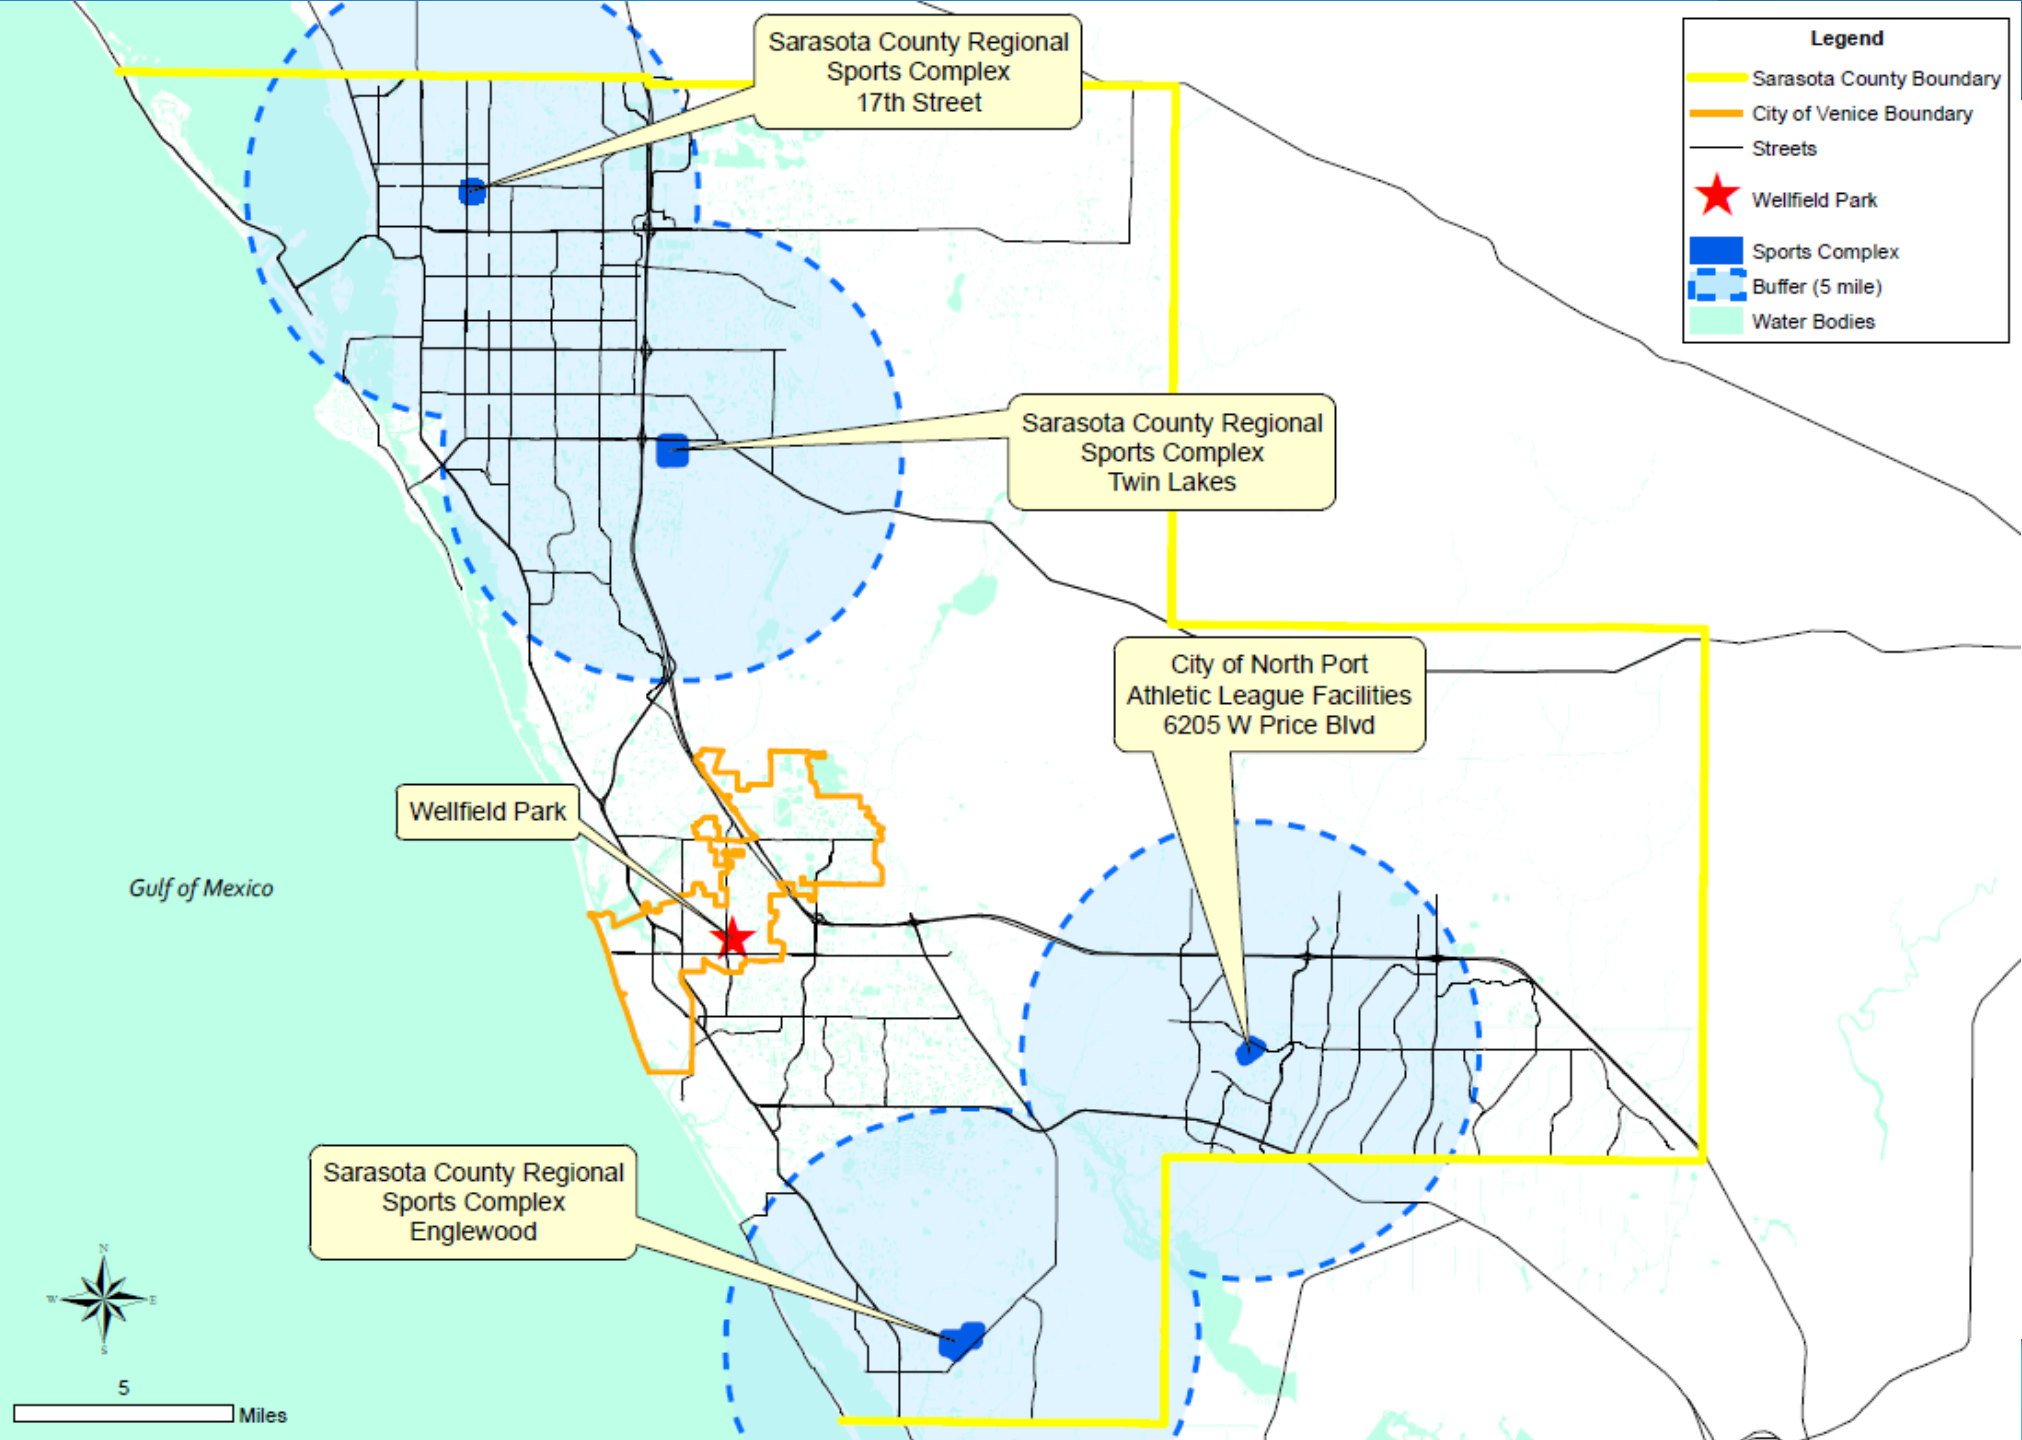 Sarasota County Regional
Sports Complex
17th Street
Legend
Sarasota County Boundary
City of Venice Boundary
Streets
Wellfield Park
Sports Complex
Buffer (5 mile)
Water Bodies
Sarasota County Regional
Sports Complex
Twin Lakes
City of North Port
Athletic League Facilities
6205 W Price Blvd
Wellfield Park
Gulf of Mexico
Sarasota County Regional
Sports Complex
Englewood
N
W
E
S
5
Miles